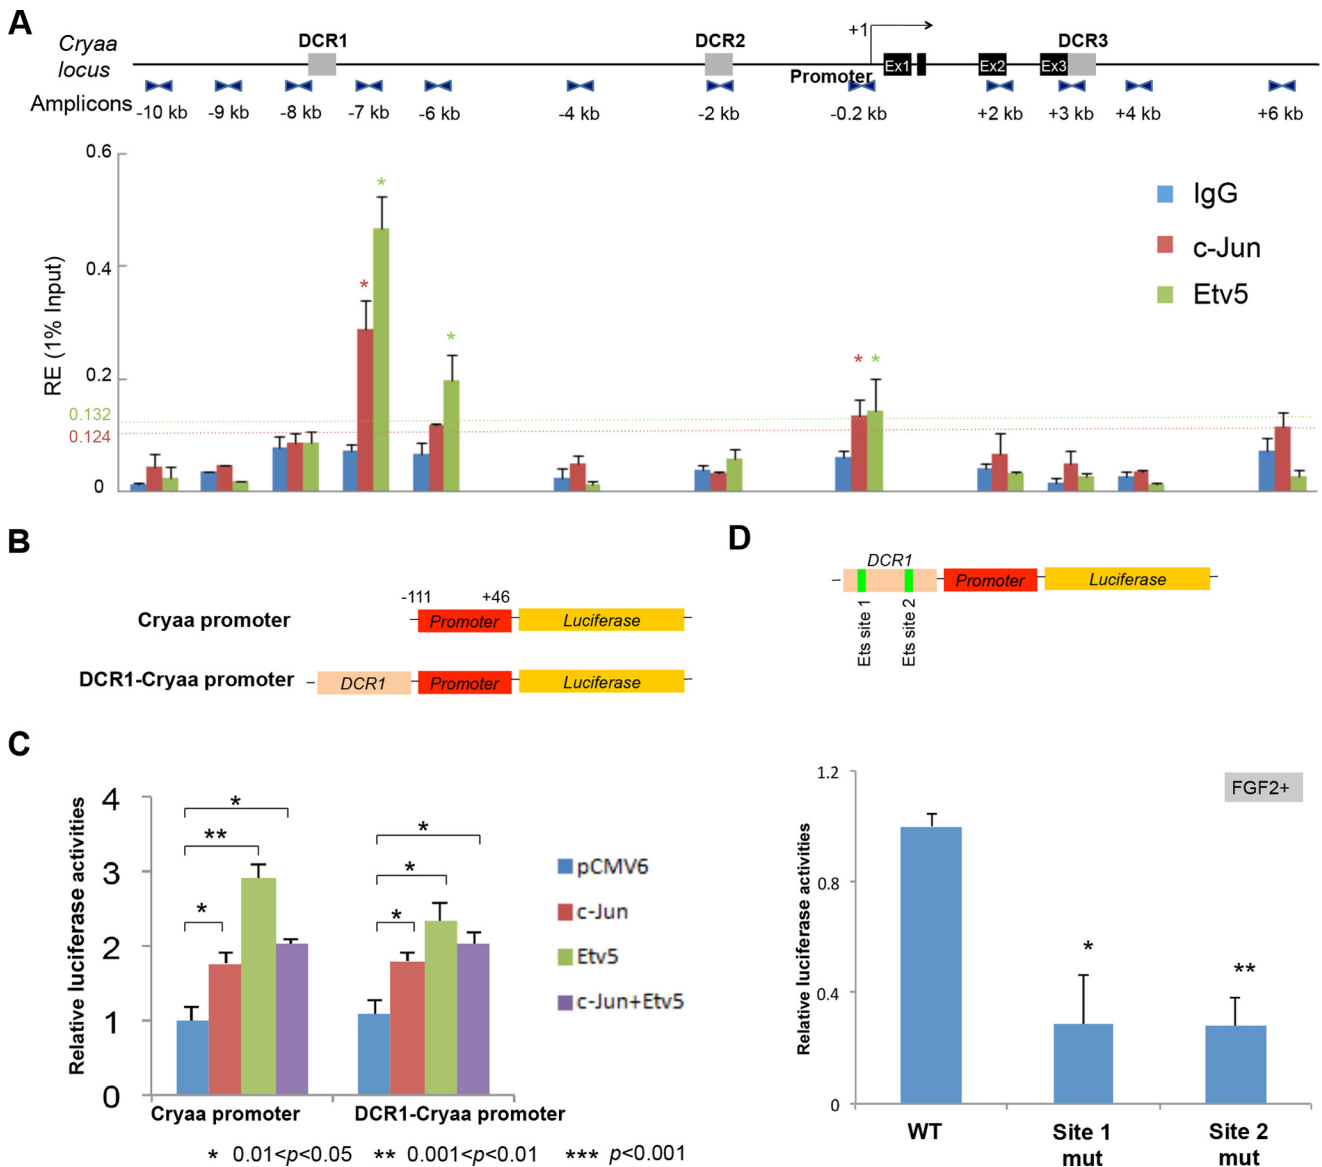 A
Cryaa
locus
DCR1
DCR2
+1
DCR3
Promoter
Ex1
Ex2
Ex3
Amplicons
-10 kb
-9 kb
-8 kb
-7 kb
-6 kb
-4 kb
-2 kb
-0.2 kb
+2 kb
+3 kb
+4 kb
+6 kb
RE (1% Input)
0.6
0.4
0.2
0.132
0.124
0
*
*
*
*
*
IgG
c-Jun
Etv5
B
-111
+46
Cryaa promoter
Promoter
Luciferase
DCR1-Cryaa promoter
DCR1
Promoter
Luciferase
D
DCR1
Promoter
Luciferase
Ets site 1
Ets site 2
C
Relative luciferase activities
4
3
2
1
0
*
**
*
*
*
*
pCMV6
c-Jun
Etv5
c-Jun+Etv5
Cryaa promoter
DCR1-Cryaa promoter
* 0.01<p<0.05 ** 0.001<p<0.01 *** p<0.001
Relative luciferase activities
1.2
0.8
0.4
0
FGF2+
*
**
WT
Site 1
mut
Site 2
mut